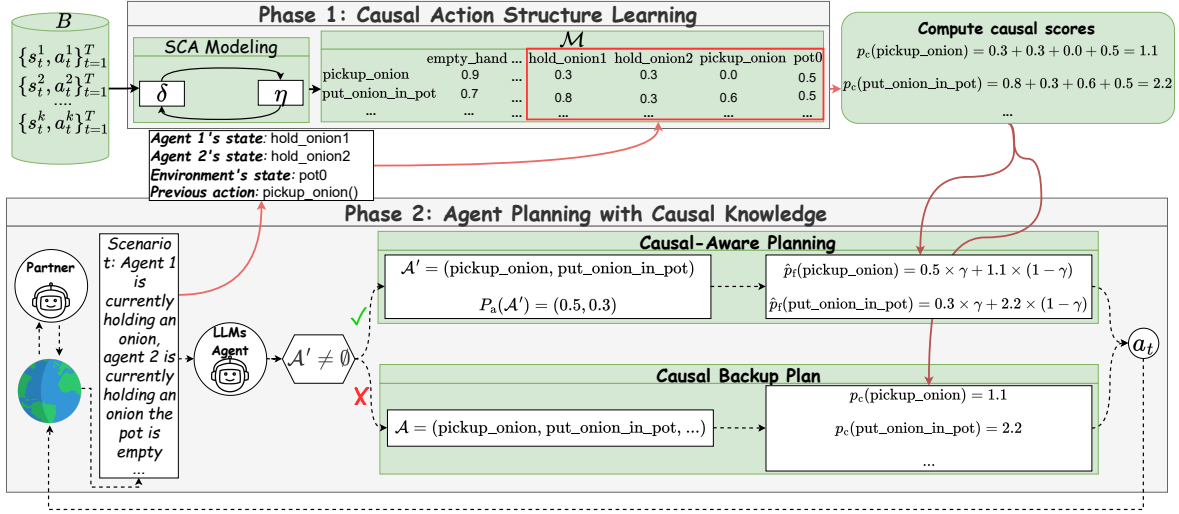 B
{s_t^1, a_t^1}_{t=1}^T
{s_t^2, a_t^2}_{t=1}^T
....
{s_t^k, a_t^k}_{t=1}^T
Phase 1: Causal Action Structure Learning
SCA Modeling
δ
η
ℳ
empty_hand ... hold_onion1 hold_onion2 pickup_onion pot0
pickup_onion 0.9 0.3 0.3 0.0 0.5
put_onion_in_pot 0.7 ... 0.8 0.3 0.6 0.5
... ... ... ... ... ... ...
Compute causal scores
p_c(pickup_onion) = 0.3 + 0.3 + 0.0 + 0.5 = 1.1
p_c(put_onion_in_pot) = 0.8 + 0.3 + 0.6 + 0.5 = 2.2
...
Agent 1's state: hold_onion1
Agent 2's state: hold_onion2
Environment's state: pot0
Previous action: pickup_onion()
Phase 2: Agent Planning with Causal Knowledge
Partner
Scenario
t: Agent 1
is
currently
holding an
onion,
agent 2 is
currently
holding an
onion the
pot is
empty
...
LLMs
Agent
𝒜′ ≠ ∅
✓
✗
Causal-Aware Planning
𝒜′ = (pickup_onion, put_onion_in_pot)
P_a(𝒜′) = (0.5, 0.3)
p̂_f(pickup_onion) = 0.5 × γ + 1.1 × (1 − γ)
p̂_f(put_onion_in_pot) = 0.3 × γ + 2.2 × (1 − γ)
Causal Backup Plan
𝒜 = (pickup_onion, put_onion_in_pot, ...)
p_c(pickup_onion) = 1.1
p_c(put_onion_in_pot) = 2.2
...
a_t